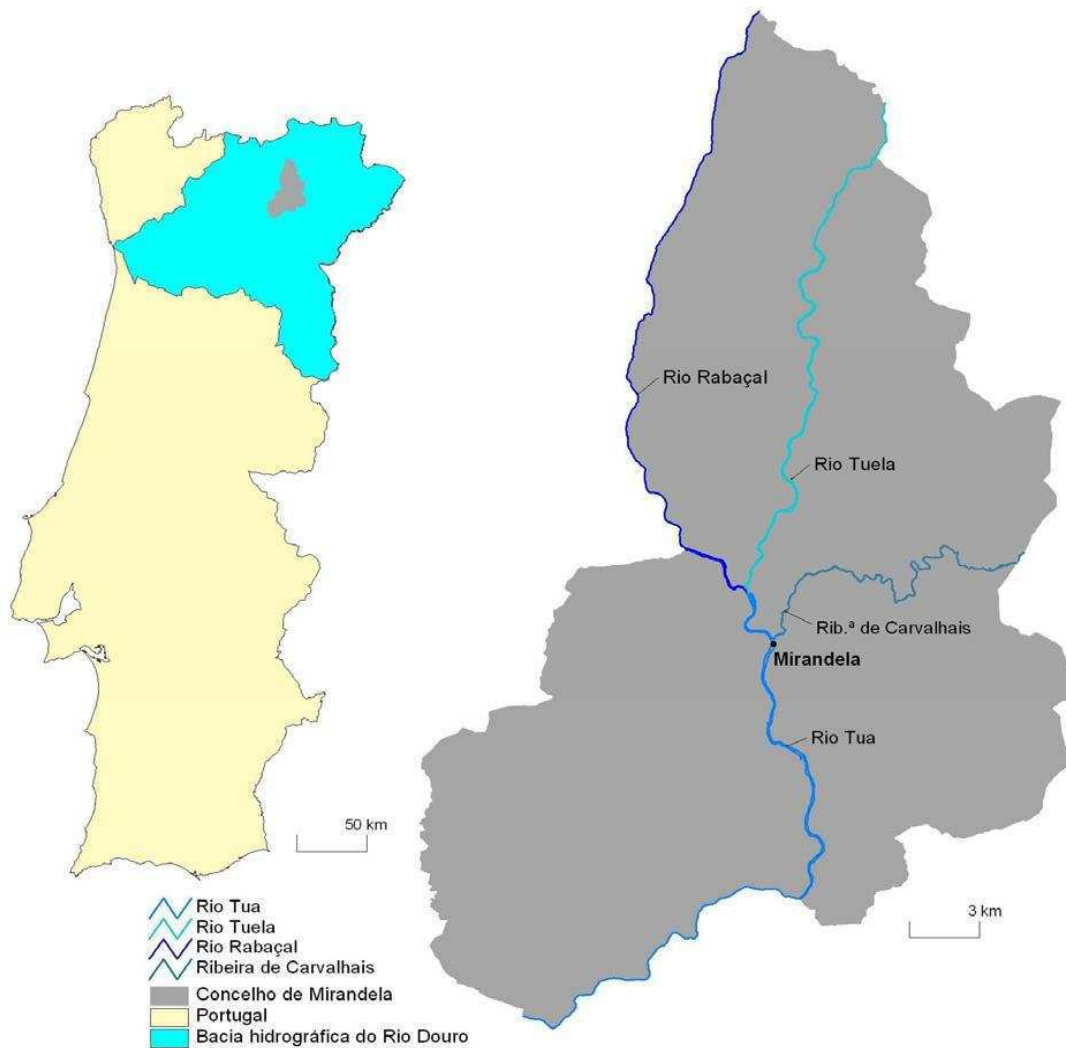 Rio Rabaçal
Rio Tuela
Rib.ª de Carvalhais
Mirandela
Rio Tua
50 km
3 km
Rio Tua
Rio Tuela
Rio Rabaçal
Ribeira de Carvalhais
Concelho de Mirandela
Portugal
Bacia hidrográfica do Rio Douro